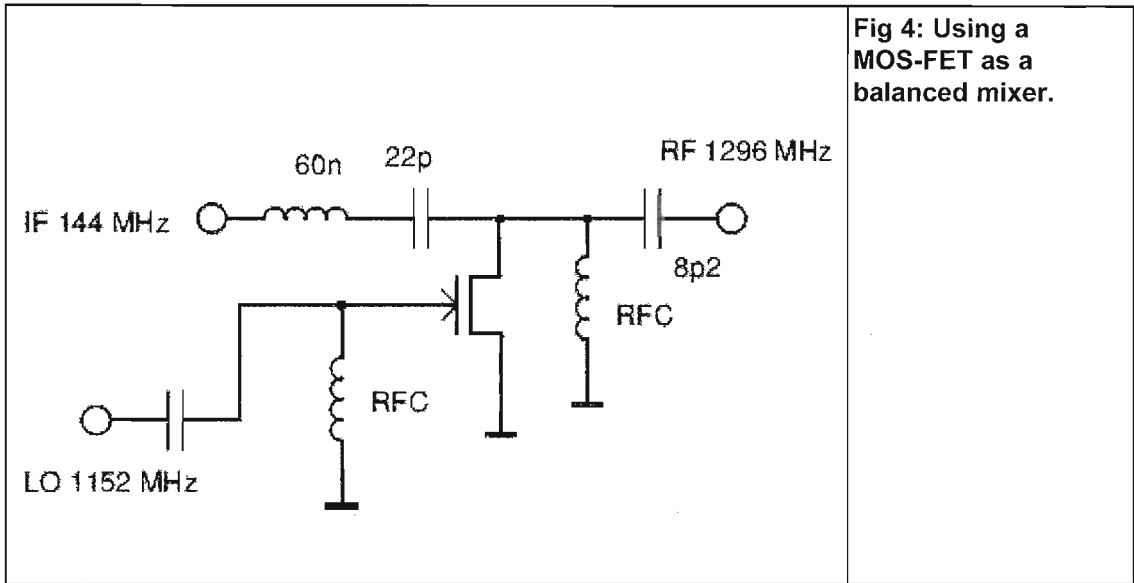 Fig 4: Using a
MOS-FET as a
balanced mixer.
60n
22p
RF 1296 MHz
IF 144 MHz
8p2
RFC
RFC
LO 1152 MHz